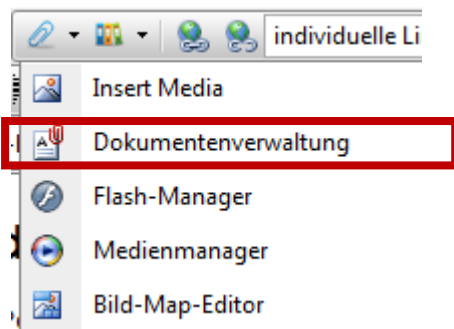 individuelle Li
Insert Media
Dokumentenverwaltung
Flash-Manager
Medienmanager
Bild-Map-Editor